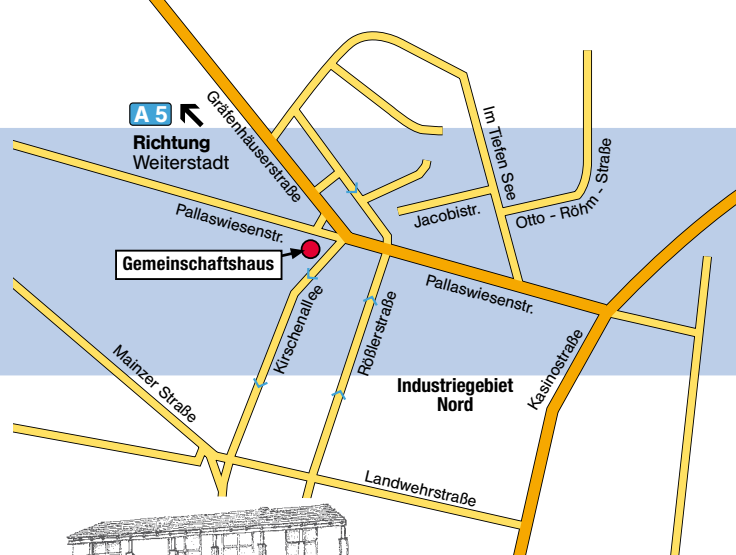 A 5
Richtung
Weiterstadt
Gräfenhäuserstraße
Im Tiefen See
Otto - Röhm - Straße
Jacobistr.
Pallaswiesenstr.
Gemeinschaftshaus
Pallaswiesenstr.
Kirschenallee
Rößlerstraße
Kasinostraße
Mainzer Straße
Industriegebiet
Nord
Landwehrstraße